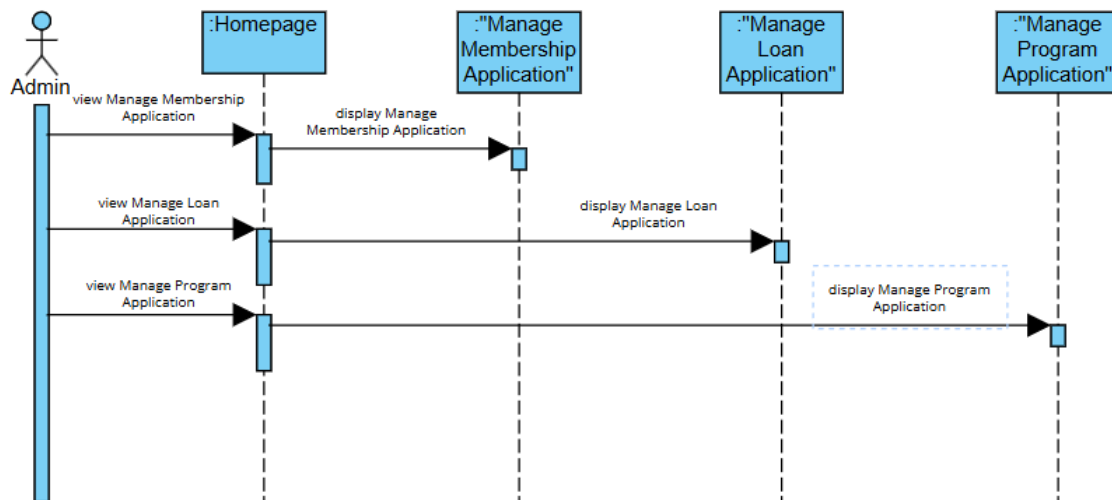 :Homepage
:"Manage
Membership
Application"
:"Manage
Loan
Application"
:"Manage
Program
Application"
Admin
view Manage Membership
Application
display Manage
Membership Application
view Manage Loan
Application
display Manage Loan
Application
view Manage Program
Application
display Manage Program
Application